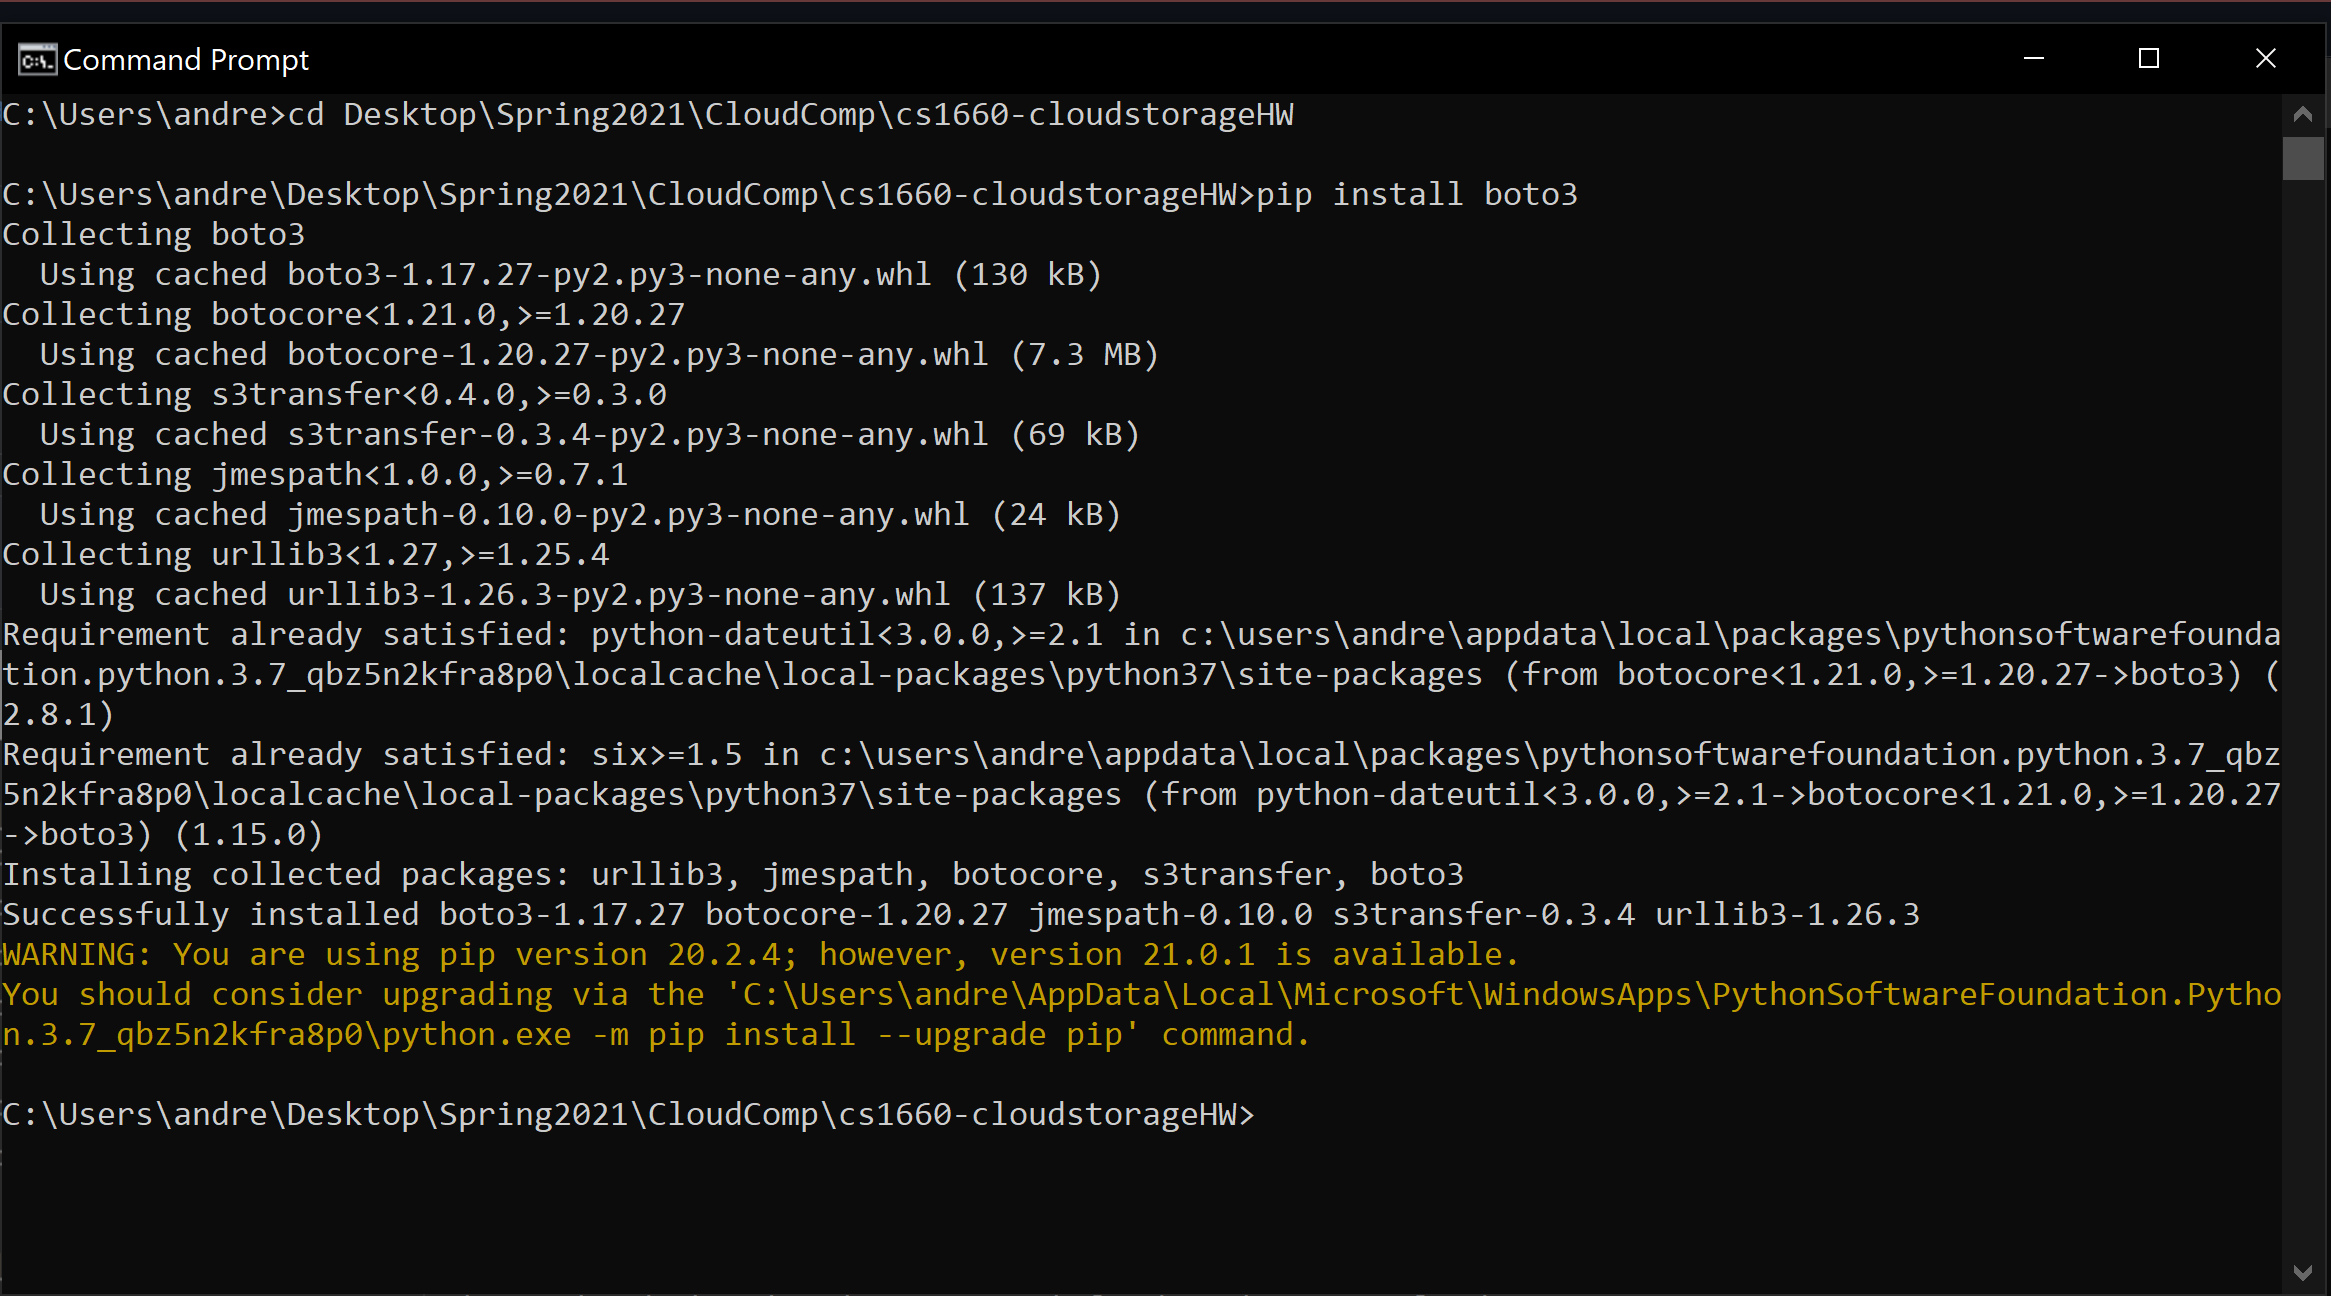 Command Prompt
C:\Users\andre>cd Desktop\Spring2021\CloudComp\cs1660-cloudstorageHW
C:\Users\andre\Desktop\Spring2021\CloudComp\cs1660-cloudstorageHW>pip install boto3
Collecting boto3
  Using cached boto3-1.17.27-py2.py3-none-any.whl (130 kB)
Collecting botocore<1.21.0,>=1.20.27
  Using cached botocore-1.20.27-py2.py3-none-any.whl (7.3 MB)
Collecting s3transfer<0.4.0,>=0.3.0
  Using cached s3transfer-0.3.4-py2.py3-none-any.whl (69 kB)
Collecting jmespath<1.0.0,>=0.7.1
  Using cached jmespath-0.10.0-py2.py3-none-any.whl (24 kB)
Collecting urllib3<1.27,>=1.25.4
  Using cached urllib3-1.26.3-py2.py3-none-any.whl (137 kB)
Requirement already satisfied: python-dateutil<3.0.0,>=2.1 in c:\users\andre\appdata\local\packages\pythonsoftwarefounda
tion.python.3.7_qbz5n2kfra8p0\localcache\local-packages\python37\site-packages (from botocore<1.21.0,>=1.20.27->boto3) (
2.8.1)
Requirement already satisfied: six>=1.5 in c:\users\andre\appdata\local\packages\pythonsoftwarefoundation.python.3.7_qbz
5n2kfra8p0\localcache\local-packages\python37\site-packages (from python-dateutil<3.0.0,>=2.1->botocore<1.21.0,>=1.20.27
->boto3) (1.15.0)
Installing collected packages: urllib3, jmespath, botocore, s3transfer, boto3
Successfully installed boto3-1.17.27 botocore-1.20.27 jmespath-0.10.0 s3transfer-0.3.4 urllib3-1.26.3
WARNING: You are using pip version 20.2.4; however, version 21.0.1 is available.
You should consider upgrading via the 'C:\Users\andre\AppData\Local\Microsoft\WindowsApps\PythonSoftwareFoundation.Pytho
n.3.7_qbz5n2kfra8p0\python.exe -m pip install --upgrade pip' command.
C:\Users\andre\Desktop\Spring2021\CloudComp\cs1660-cloudstorageHW>